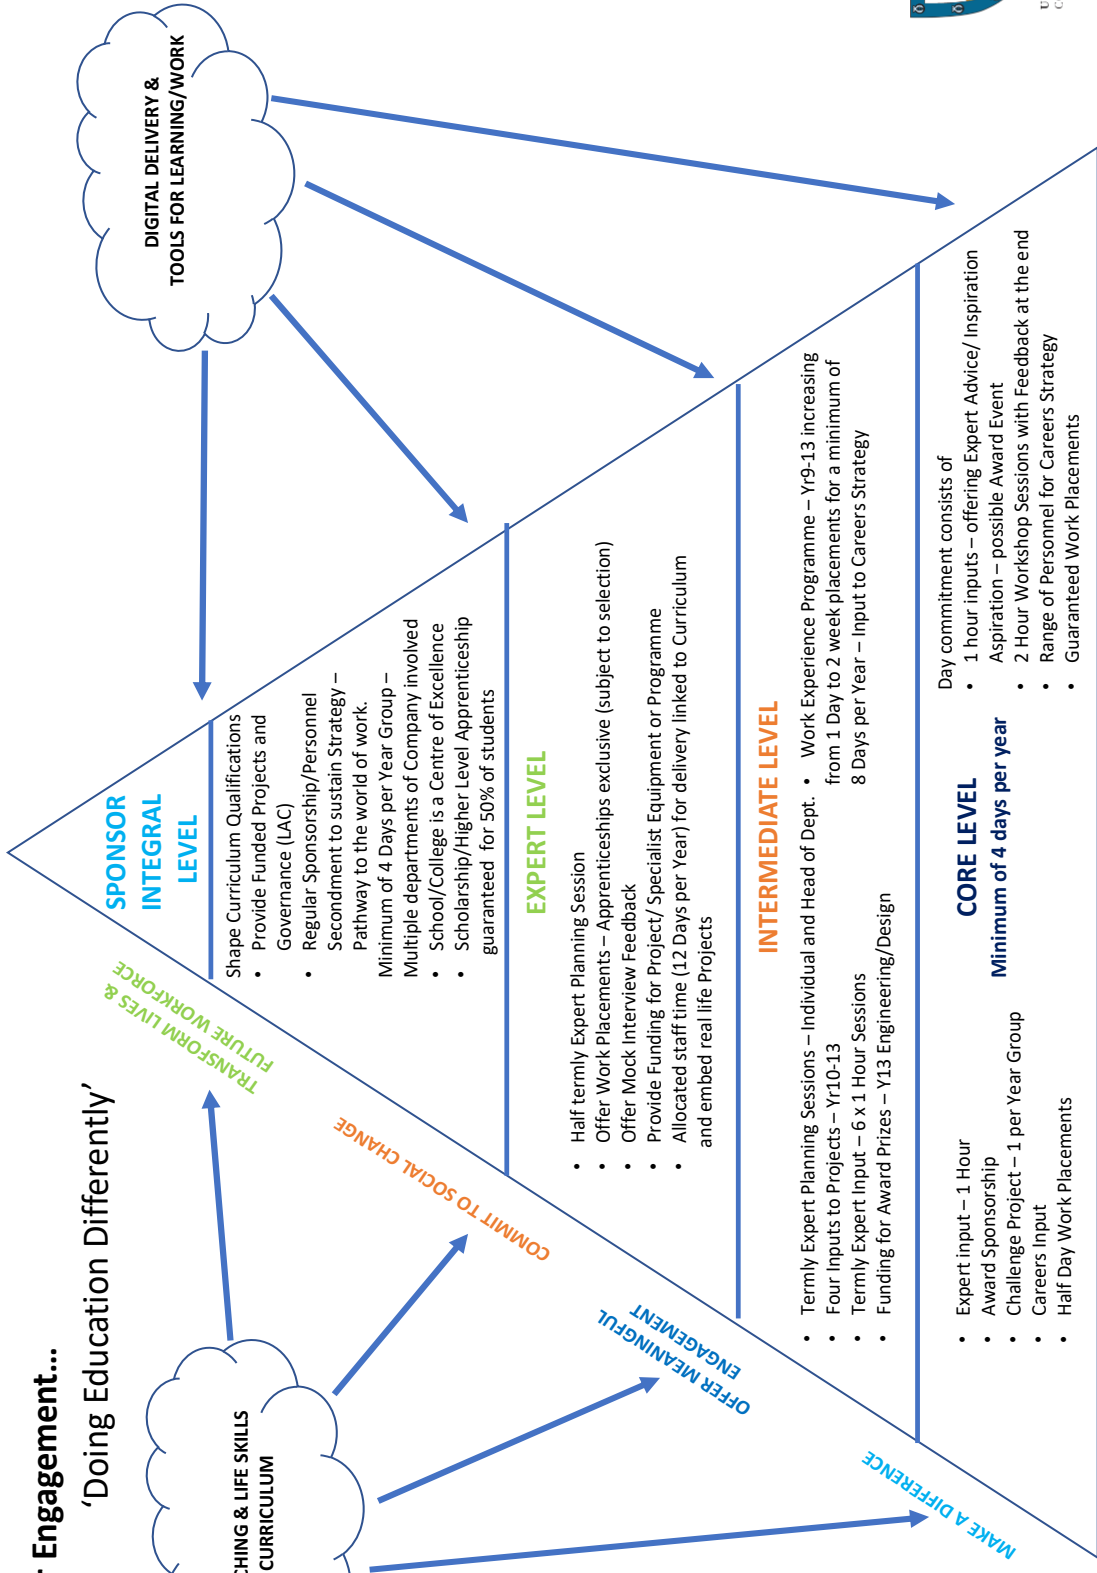 Engagement...
‘Doing Education Differently’
CHING & LIFE SKILLS
CURRICULUM
DIGITAL DELIVERY &
TOOLS FOR LEARNING/WORK
TRANSFORM LIVES &
FUTURE WORKFORCE
COMMIT TO SOCIAL CHANGE
OFFER MEANINGFUL
ENGAGEMENT
MAKE A DIFFERENCE
SPONSOR
INTEGRAL
LEVEL
Shape Curriculum Qualifications
• Provide Funded Projects and
Governance (LAC)
• Regular Sponsorship/Personnel
Secondment to sustain Strategy –
Pathway to the world of work.
Minimum of 4 Days per Year Group –
Multiple departments of Company involved
• School/College is a Centre of Excellence
• Scholarship/Higher Level Apprenticeship
guaranteed for 50% of students
EXPERT LEVEL
• Half termly Expert Planning Session
• Offer Work Placements – Apprenticeships exclusive (subject to selection)
• Offer Mock Interview Feedback
• Provide Funding for Project/ Specialist Equipment or Programme
• Allocated staff time (12 Days per Year) for delivery linked to Curriculum
and embed real life Projects
INTERMEDIATE LEVEL
• Termly Expert Planning Sessions – Individual and Head of Dept.
• Four Inputs to Projects – Yr10-13
• Termly Expert Input – 6 x 1 Hour Sessions
• Funding for Award Prizes – Y13 Engineering/Design
• Work Experience Programme – Yr9-13 increasing
from 1 Day to 2 week placements for a minimum of
8 Days per Year – Input to Careers Strategy
CORE LEVEL
Minimum of 4 days per year
• Expert input – 1 Hour
• Award Sponsorship
• Challenge Project – 1 per Year Group
• Careers Input
• Half Day Work Placements
Day commitment consists of
• 1 hour inputs – offering Expert Advice/ Inspiration
Aspiration – possible Award Event
• 2 Hour Workshop Sessions with Feedback at the end
• Range of Personnel for Careers Strategy
• Guaranteed Work Placements